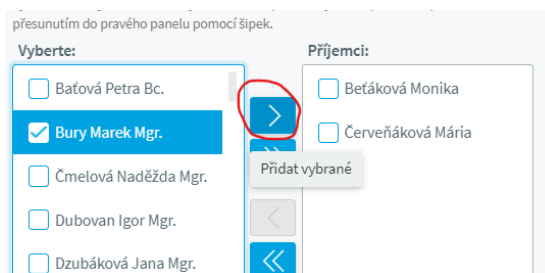 přesunutím do pravého panelu pomocí šipek.
Vyberte:
Příjemci:
Baťová Petra Bc.
Bury Marek Mgr.
Čmelová Naděžda Mgr.
Dubovan Igor Mgr.
Dzubáková Jana Mgr.
Přidat vybrané
Beťáková Monika
Červeňáková Mária